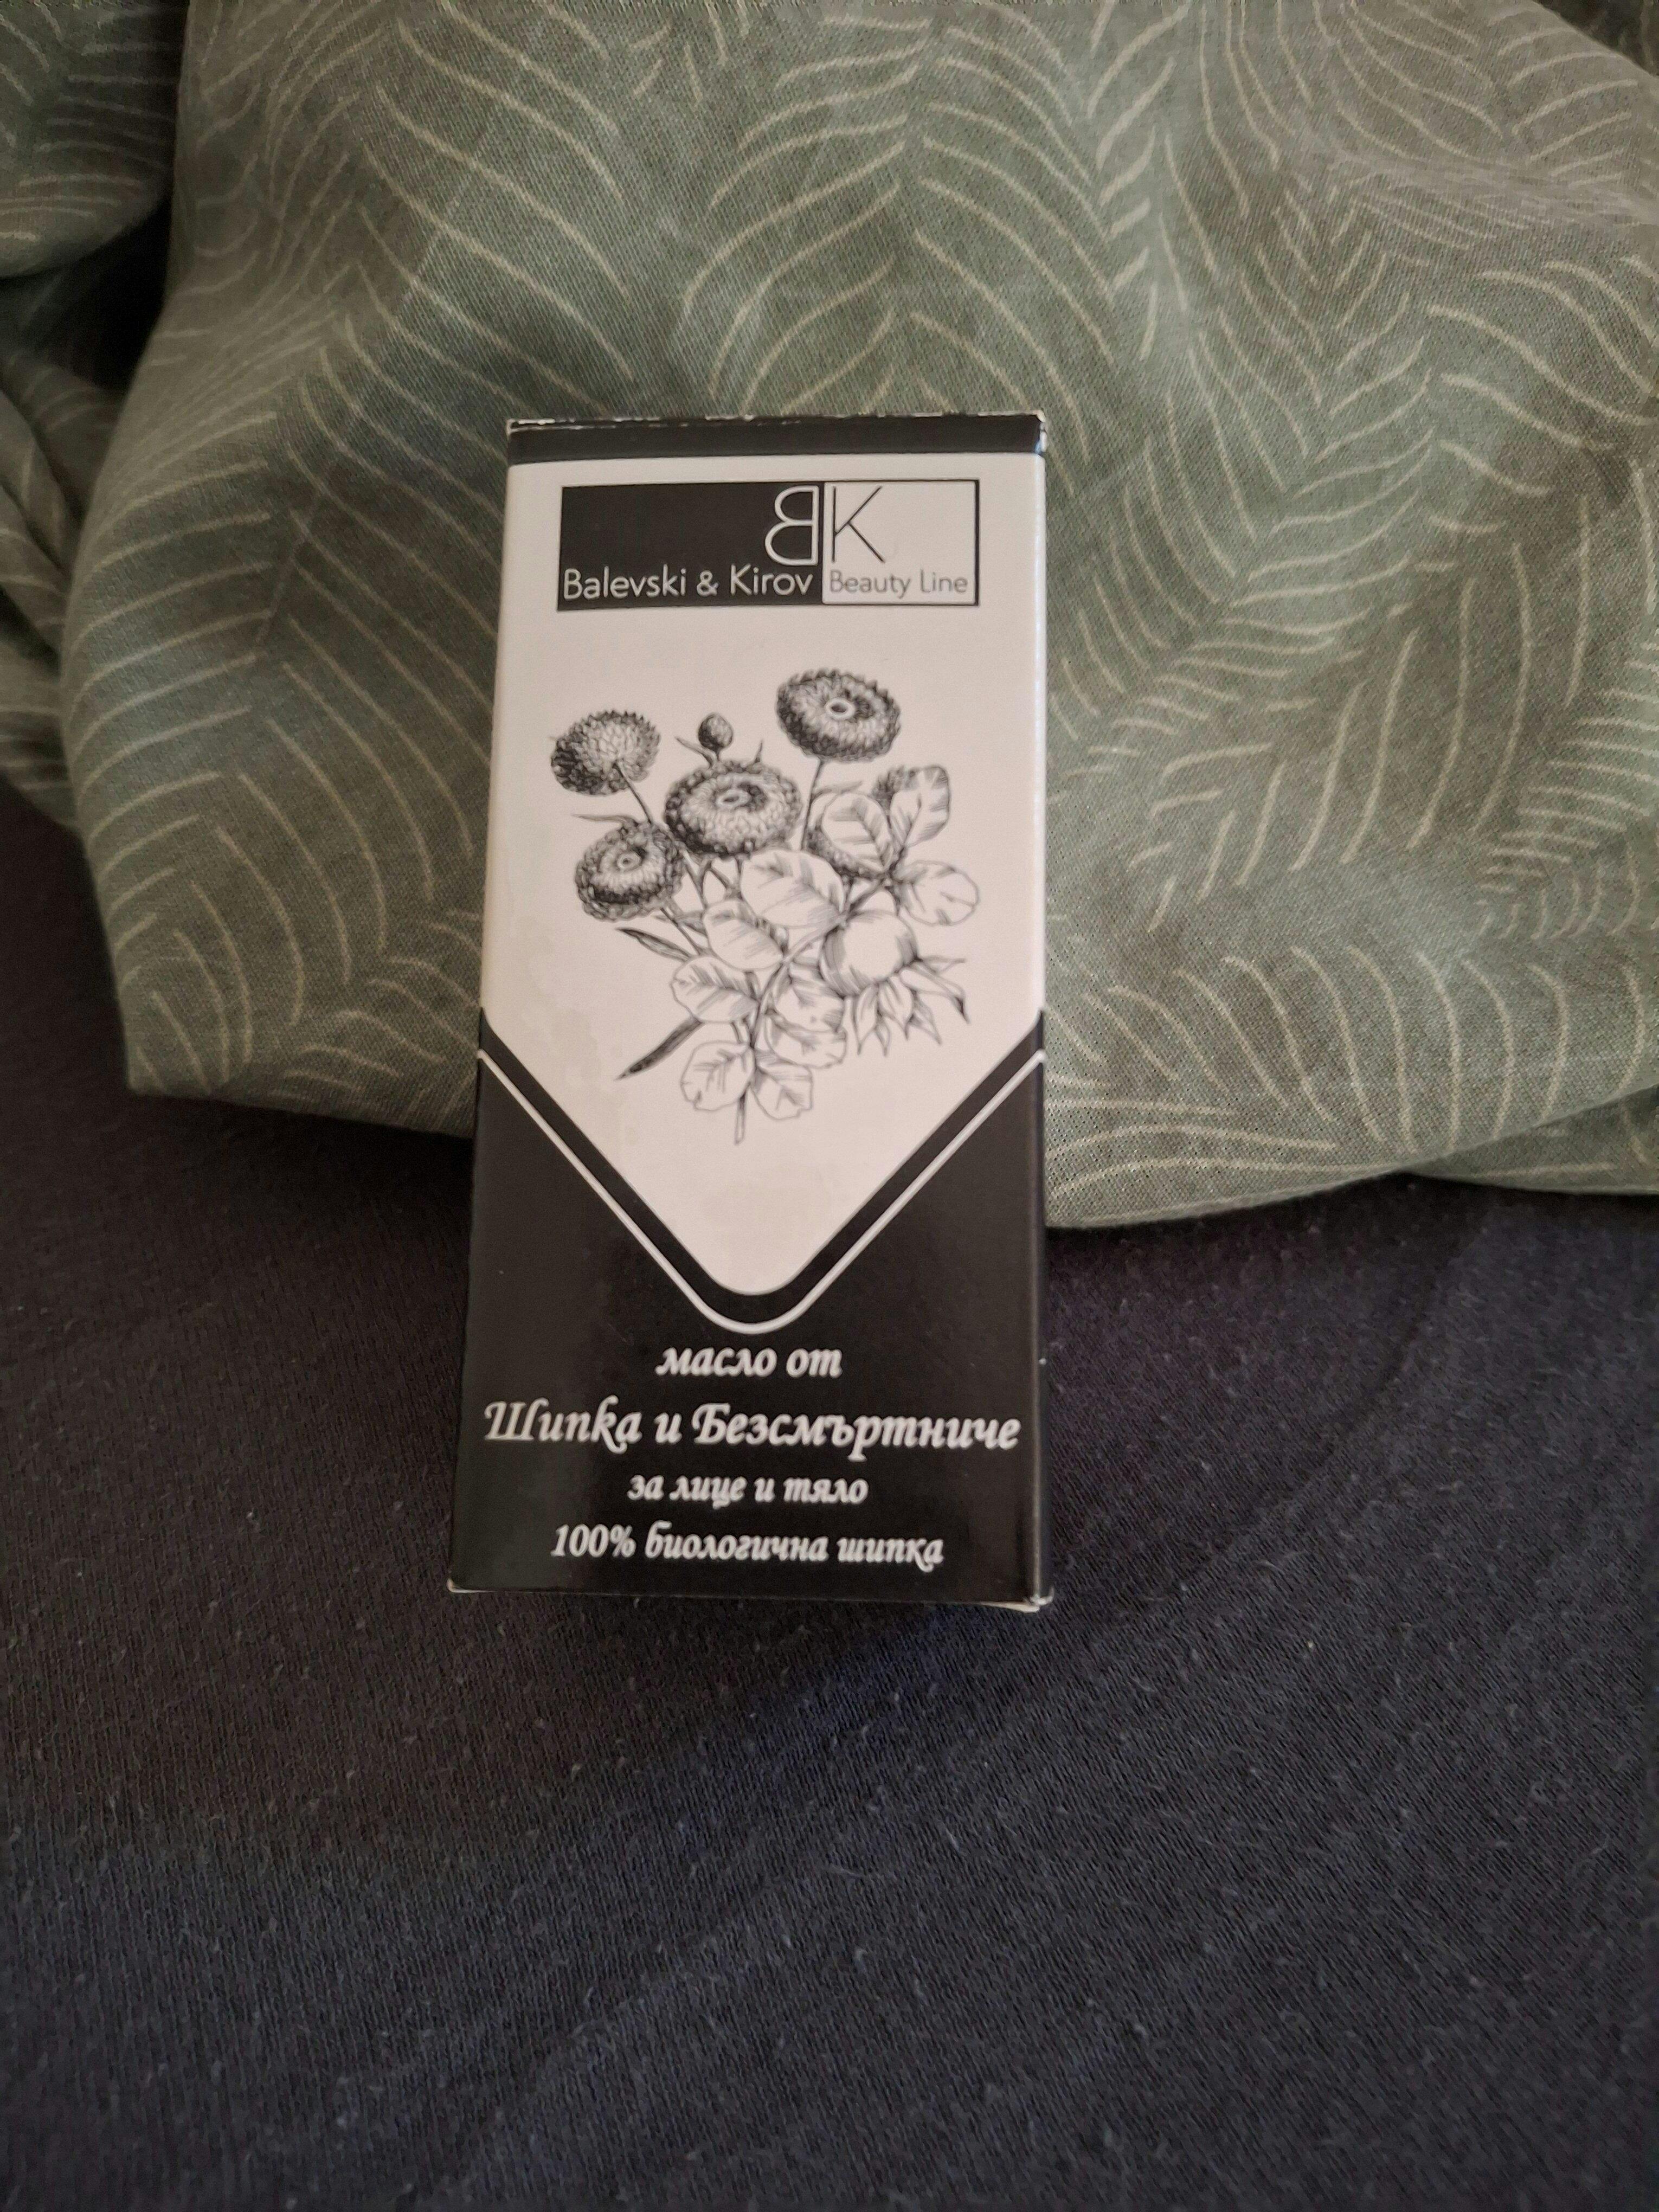 BK
Balevski & Kirov Beauty Line
масло от
Шипка и Безсмъртниче
за лице и тяло
100% биологична шипка